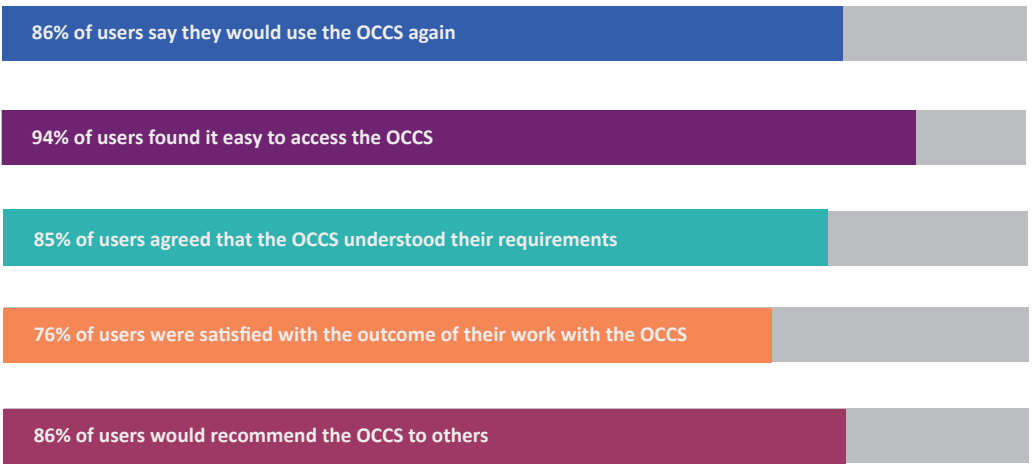 86% of users say they would use the OCCS again
94% of users found it easy to access the OCCS
85% of users agreed that the OCCS understood their requirements
76% of users were satisfied with the outcome of their work with the OCCS
86% of users would recommend the OCCS to others